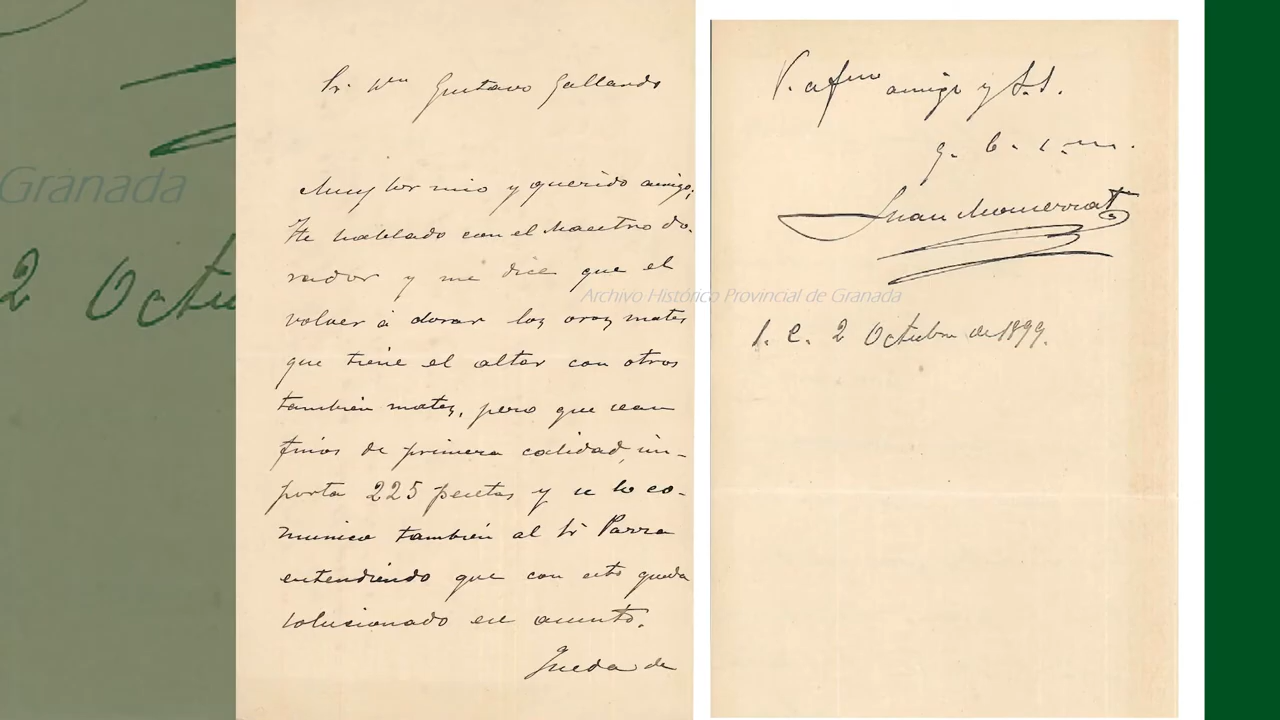 Granada
2 Octu
Sr. Dn Gustavo Gallardo
Muy Sor mio y querido amigo;
He hablado con el Maestro do-
rador y me dice que el
volver á dorar los oros mates
que tiene el altar con otros
tambien mates, pero que sean
finos de primera calidad, im-
porta 225 pesetas y se lo co-
munico tambien al Sr Parra
entendiendo que con esto queda
solucionado ese asunto.
Queda de
V. afmo amigo y S.S.
q. b. s. m.
Juan Monserrat
S. C. 2 Octubre de 1899.
Archivo Histórico Provincial de Granada